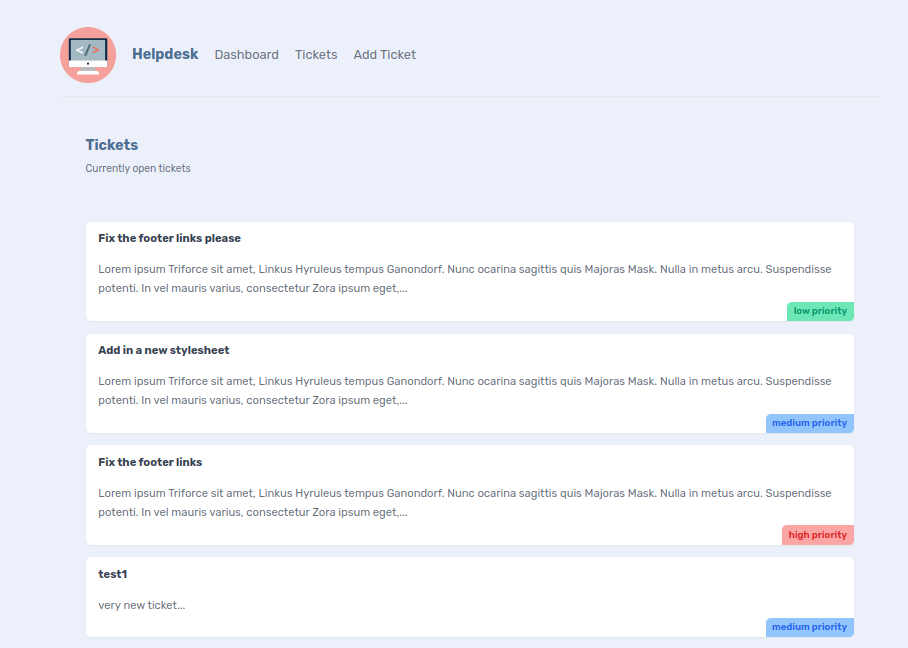 </>
Helpdesk Dashboard Tickets Add Ticket
Tickets
Currently open tickets
Fix the footer links please
Lorem ipsum Triforce sit amet, Linkus Hyruleus tempus Ganondorf. Nunc ocarina sagittis quis Majoras Mask. Nulla in metus arcu. Suspendisse
potenti. In vel mauris varius, consectetur Zora ipsum eget,...
low priority
Add in a new stylesheet
Lorem ipsum Triforce sit amet, Linkus Hyruleus tempus Ganondorf. Nunc ocarina sagittis quis Majoras Mask. Nulla in metus arcu. Suspendisse
potenti. In vel mauris varius, consectetur Zora ipsum eget,...
medium priority
Fix the footer links
Lorem ipsum Triforce sit amet, Linkus Hyruleus tempus Ganondorf. Nunc ocarina sagittis quis Majoras Mask. Nulla in metus arcu. Suspendisse
potenti. In vel mauris varius, consectetur Zora ipsum eget,...
high priority
test1
very new ticket...
medium priority